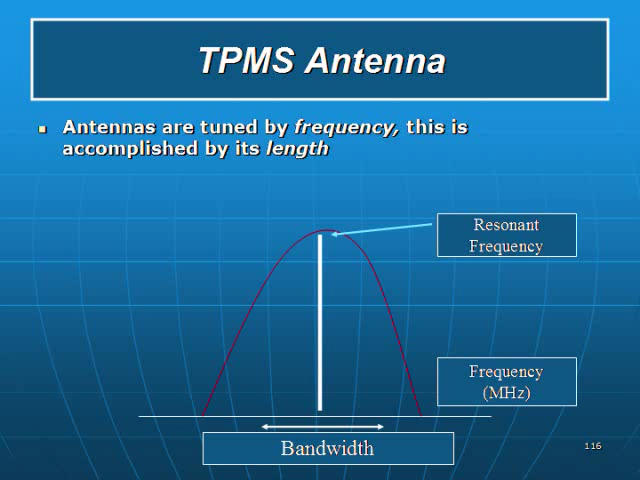 TPMS Antenna
Antennas are tuned by frequency, this is
accomplished by its length
Resonant
Frequency
Frequency
(MHz)
Bandwidth
116